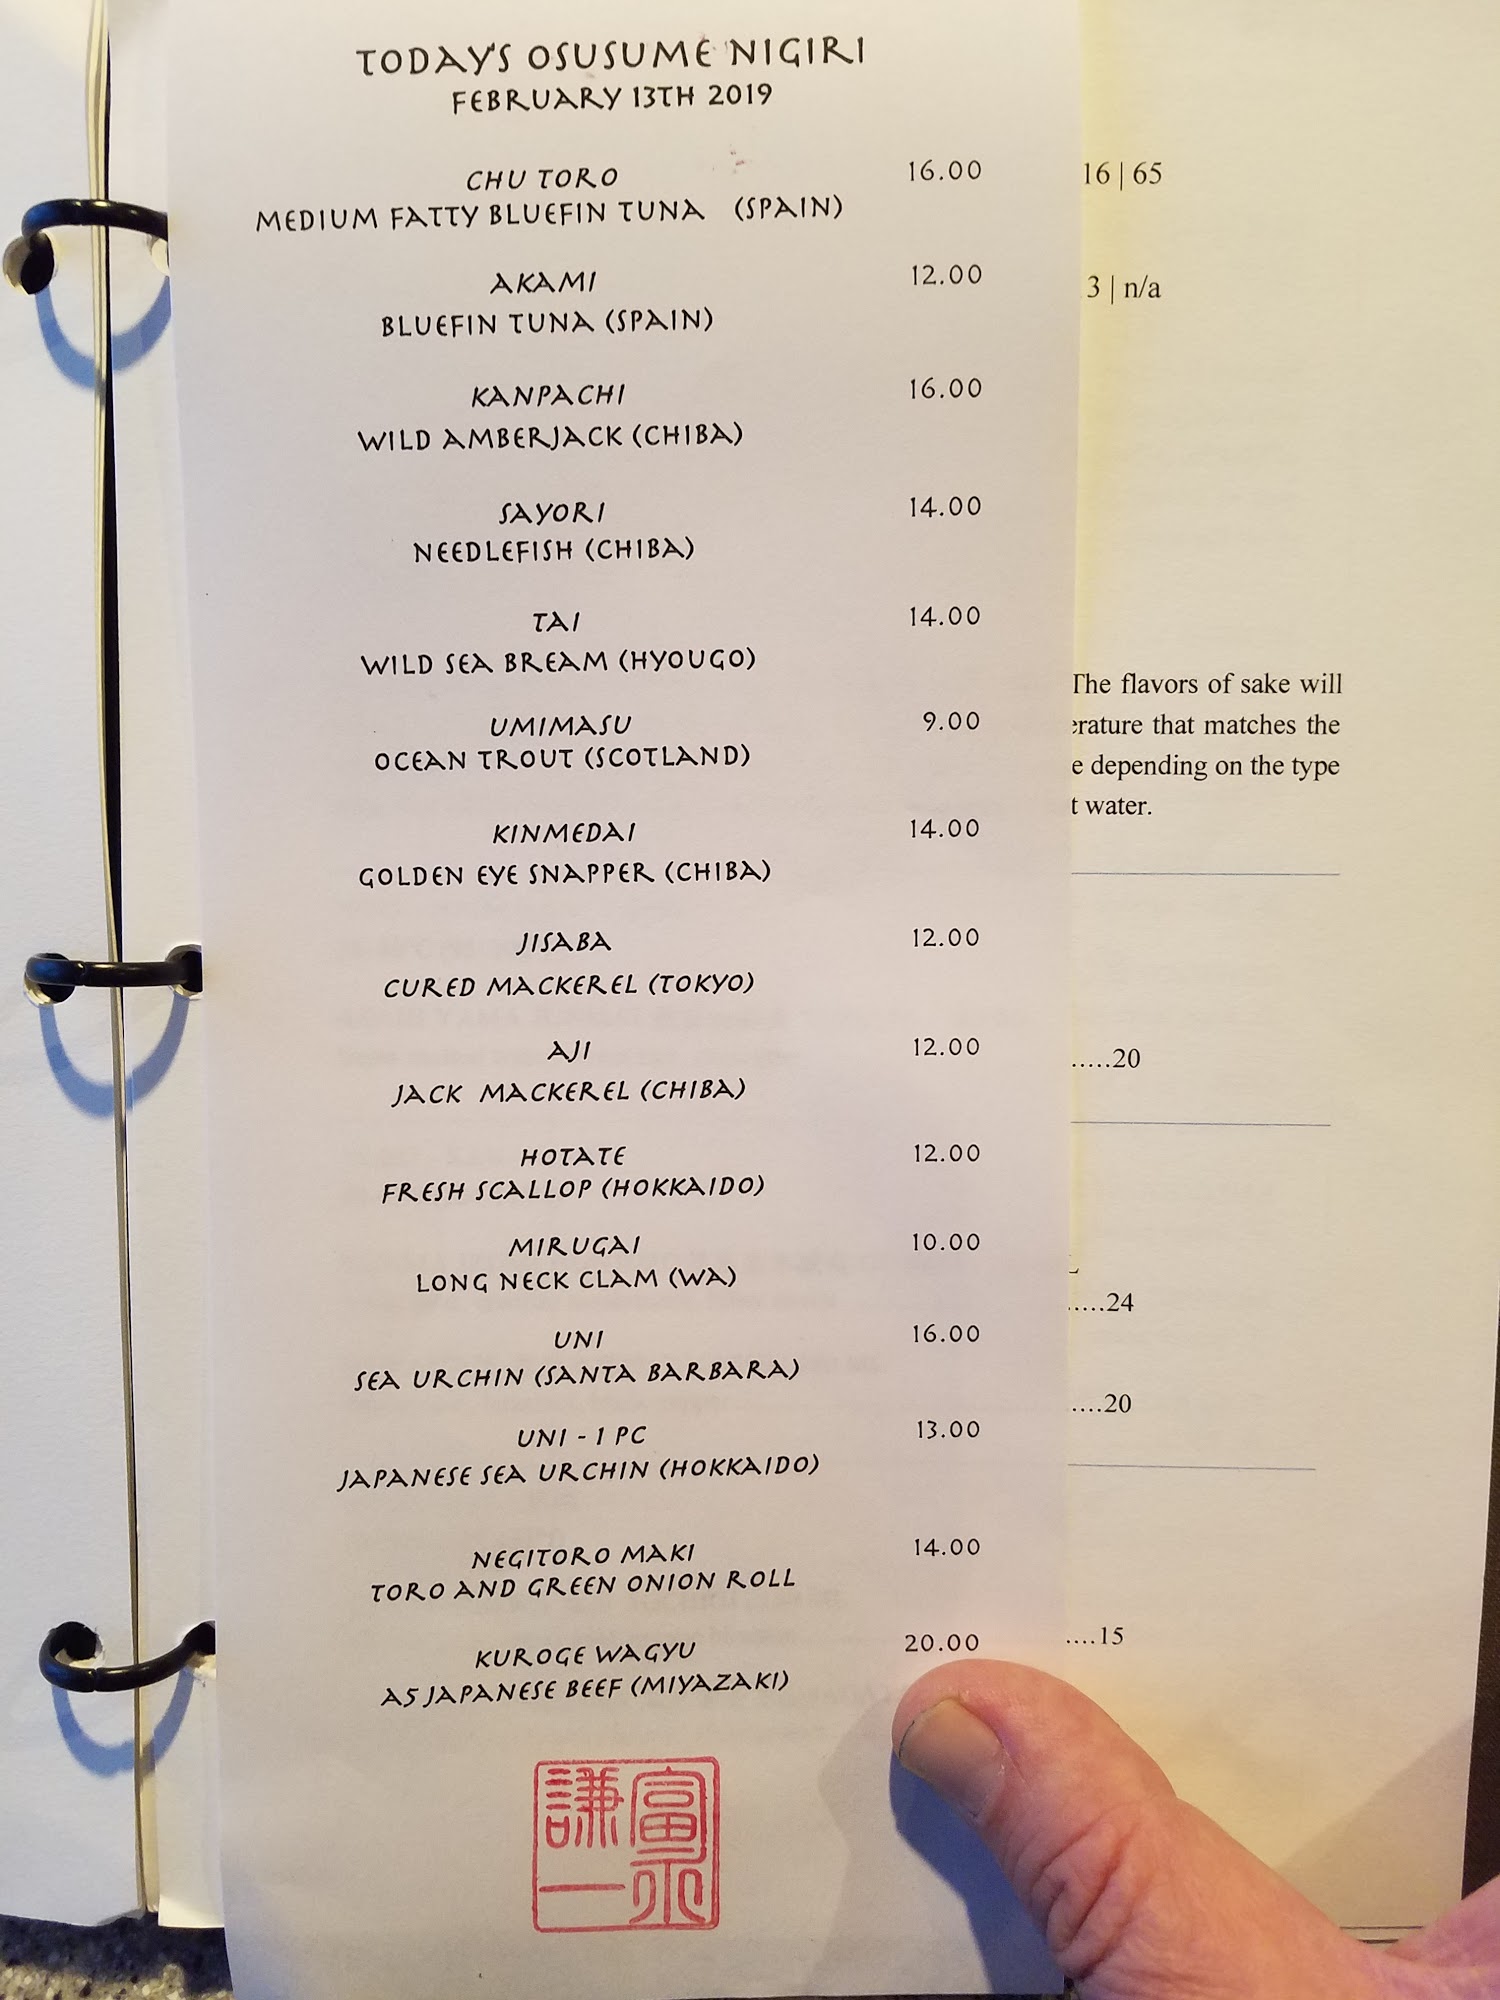 TODAY'S OSUSUME NIGIRI
FEBRUARY 13TH 2019
CHU TORO 16.00
MEDIUM FATTY BLUEFIN TUNA (SPAIN)
AKAMI 12.00
BLUEFIN TUNA (SPAIN)
KANPACHI 16.00
WILD AMBERJACK (CHIBA)
SAYORI 14.00
NEEDLEFISH (CHIBA)
TAI 14.00
WILD SEA BREAM (HYOUGO)
UMIMASU 9.00
OCEAN TROUT (SCOTLAND)
KINMEDAI 14.00
GOLDEN EYE SNAPPER (CHIBA)
JISABA 12.00
CURED MACKEREL (TOKYO)
AJI 12.00
JACK MACKEREL (CHIBA)
HOTATE 12.00
FRESH SCALLOP (HOKKAIDO)
MIRUGAI 10.00
LONG NECK CLAM (WA)
UNI 16.00
SEA URCHIN (SANTA BARBARA)
UNI - 1 PC 13.00
JAPANESE SEA URCHIN (HOKKAIDO)
NEGITORO MAKI 14.00
TORO AND GREEN ONION ROLL
KUROGE WAGYU 20.00
A5 JAPANESE BEEF (MIYAZAKI)
富
謙一
16 | 65
3 | n/a
The flavors of sake will
erature that matches the
e depending on the type
t water.
.....20
.....24
....20
....15